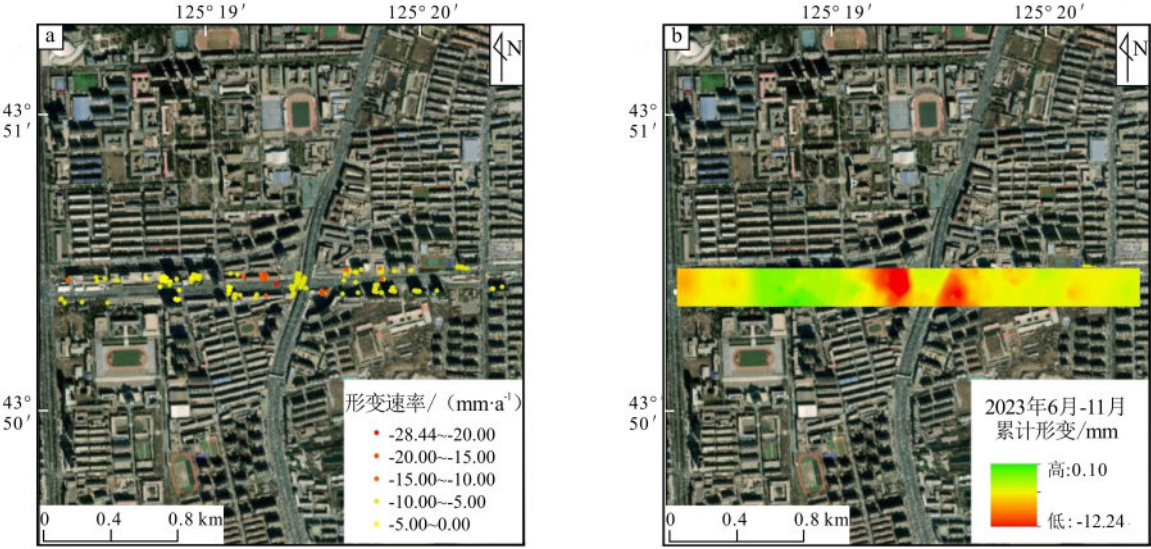 125° 19′
125° 20′
a
N
43°
51′
43°
50′
形变速率/（mm·a⁻¹）
-28.44~-20.00
-20.00~-15.00
-15.00~-10.00
-10.00~-5.00
-5.00~0.00
0
0.4
0.8 km
125° 19′
125° 20′
b
N
43°
51′
43°
50′
2023年6月-11月
累计形变/mm
高:0.10
低: -12.24
0
0.4
0.8 km